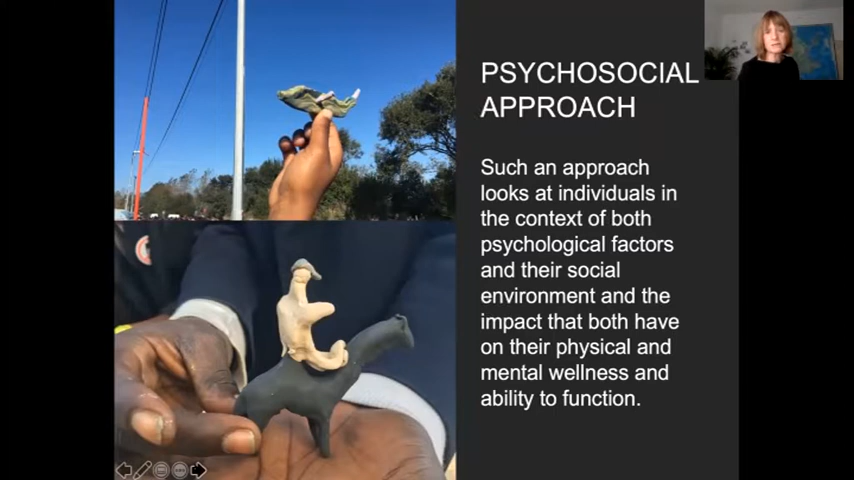 PSYCHOSOCIAL
APPROACH
Such an approach
looks at individuals in
the context of both
psychological factors
and their social
environment and the
impact that both have
on their physical and
mental wellness and
ability to function.